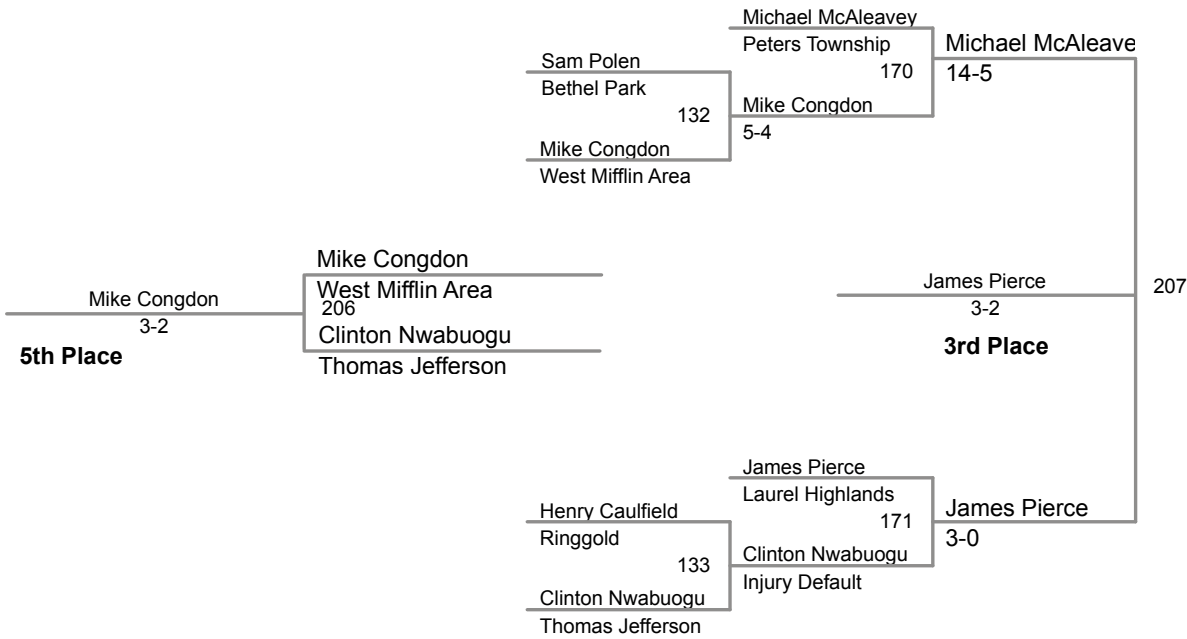 Michael McAleavey
Peters Township
170
Michael McAleave
14-5
Sam Polen
Bethel Park
132
Mike Congdon
5-4
Mike Congdon
West Mifflin Area
Mike Congdon
West Mifflin Area
206
Clinton Nwabuogu
Thomas Jefferson
Mike Congdon
3-2
5th Place
James Pierce
3-2
3rd Place
207
James Pierce
Laurel Highlands
171
James Pierce
3-0
Henry Caulfield
Ringgold
133
Clinton Nwabuogu
Injury Default
Clinton Nwabuogu
Thomas Jefferson